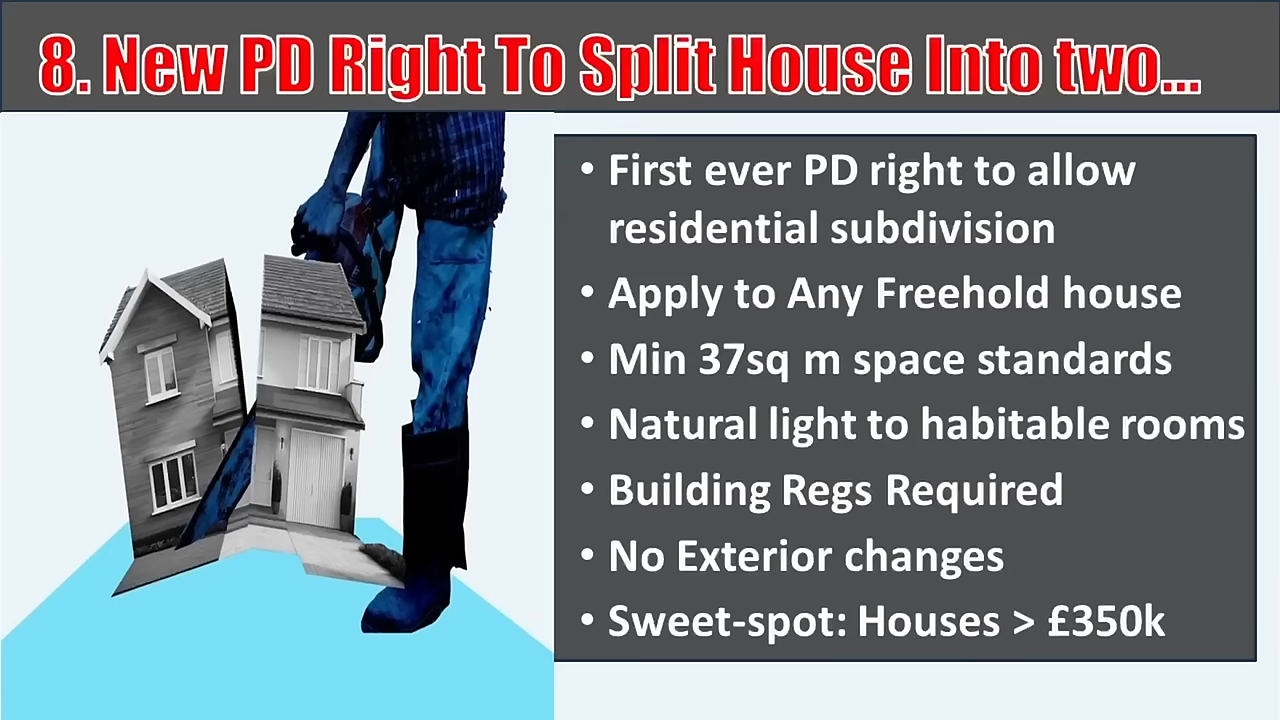 8. New PD Right To Split House Into two...
• First ever PD right to allow
residential subdivision
• Apply to Any Freehold house
• Min 37sq m space standards
• Natural light to habitable rooms
• Building Regs Required
• No Exterior changes
• Sweet-spot: Houses > £350k